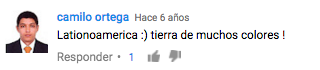 camilo ortega Hace 6 años
Lationoamerica :) tierra de muchos colores !
Responder • 1